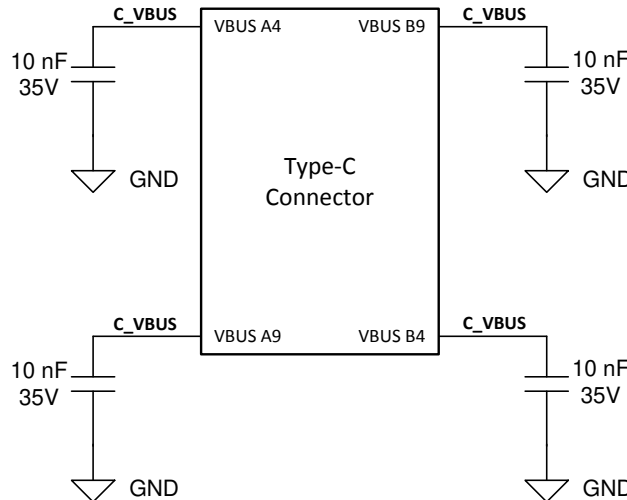 C_VBUS
VBUS A4
VBUS B9
C_VBUS
10 nF
35V
10 nF
35V
GND
Type-C
Connector
GND
C_VBUS
VBUS A9
VBUS B4
C_VBUS
10 nF
35V
10 nF
35V
GND
GND